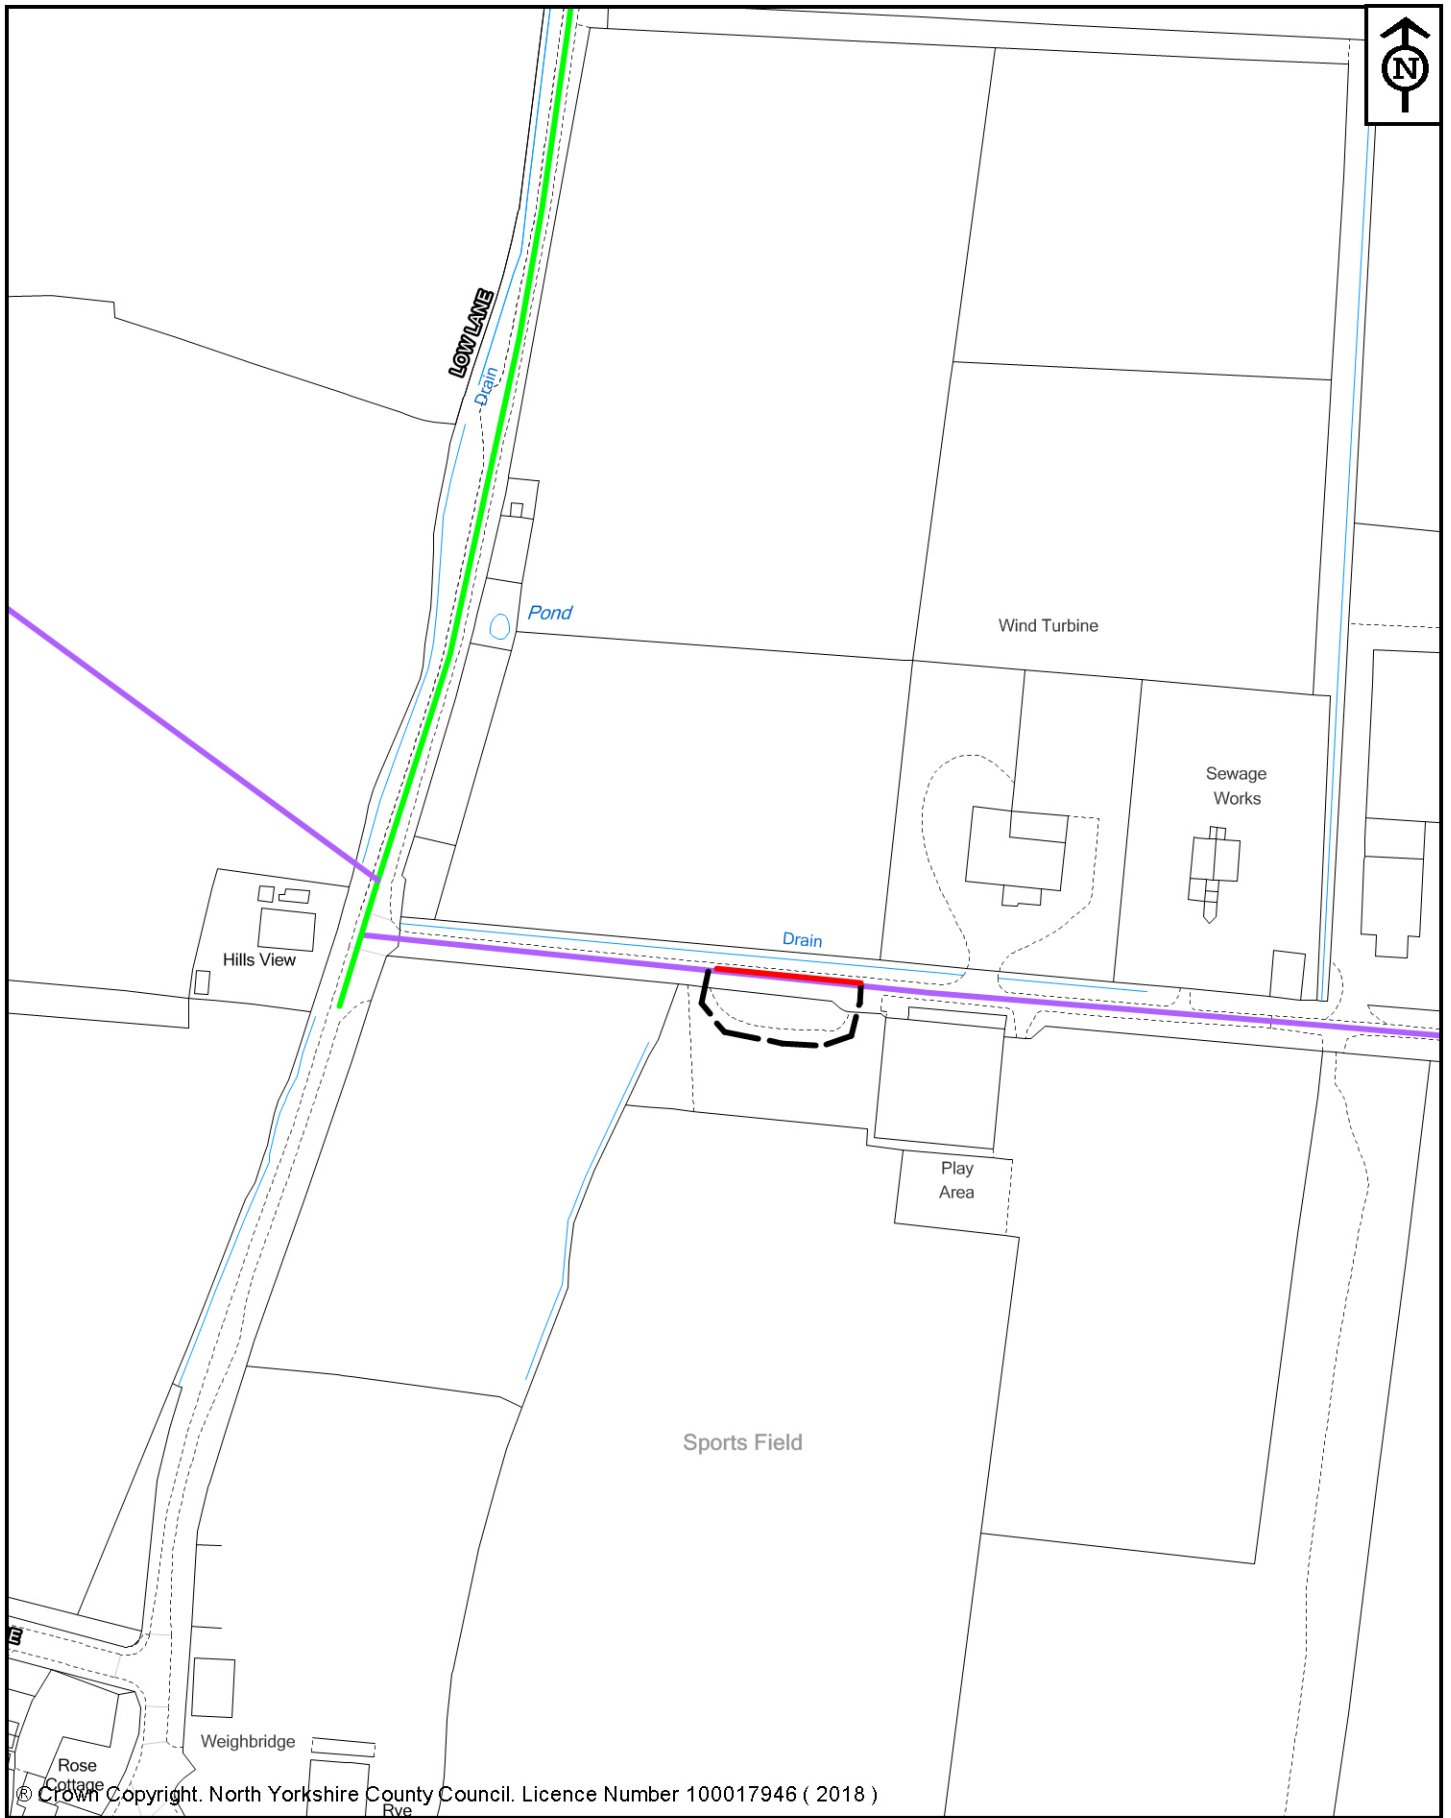 N
LOW LANE
Drain
Pond
Wind Turbine
Sewage
Works
Drain
Hills View
Play
Area
Sports Field
E
Weighbridge
Rose
Cottage
Rye
© Crown Copyright. North Yorkshire County Council. Licence Number 100017946 ( 2018 )